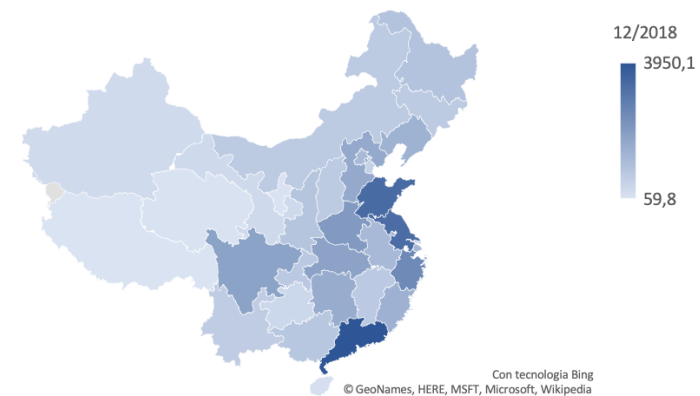 12/2018
3950,1
59,8
Con tecnologia Bing
© GeoNames, HERE, MSFT, Microsoft, Wikipedia